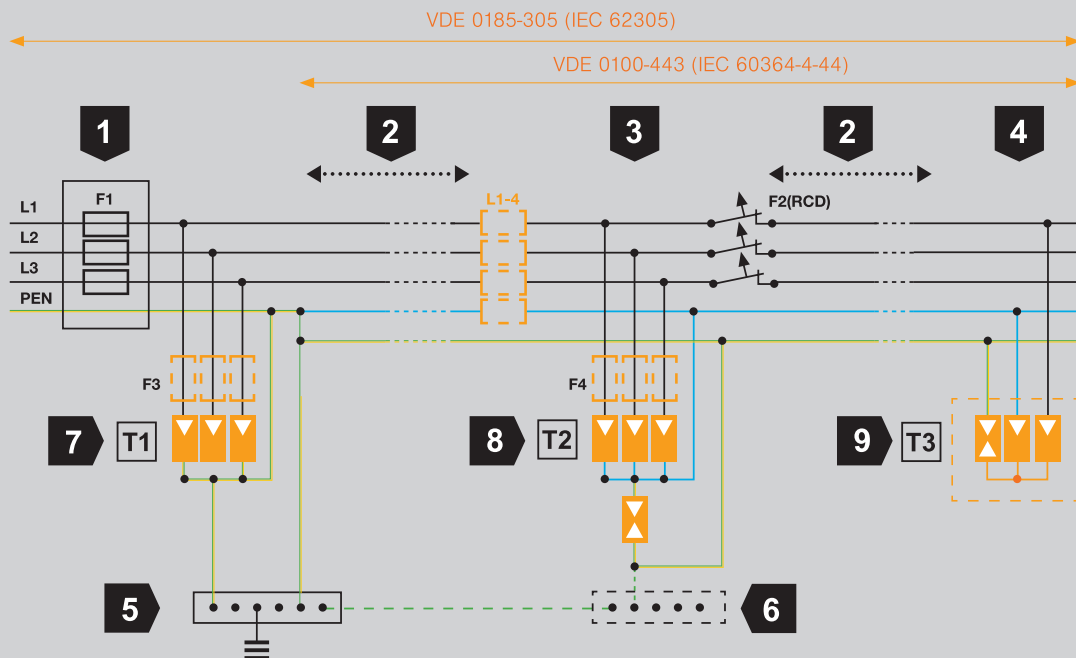 VDE 0185-305 (IEC 62305)
VDE 0100-443 (IEC 60364-4-44)
1
2
3
2
4
F1
L1-4
F2(RCD)
L1
L2
L3
PEN
F3
F4
7
T1
8
T2
9
T3
5
6